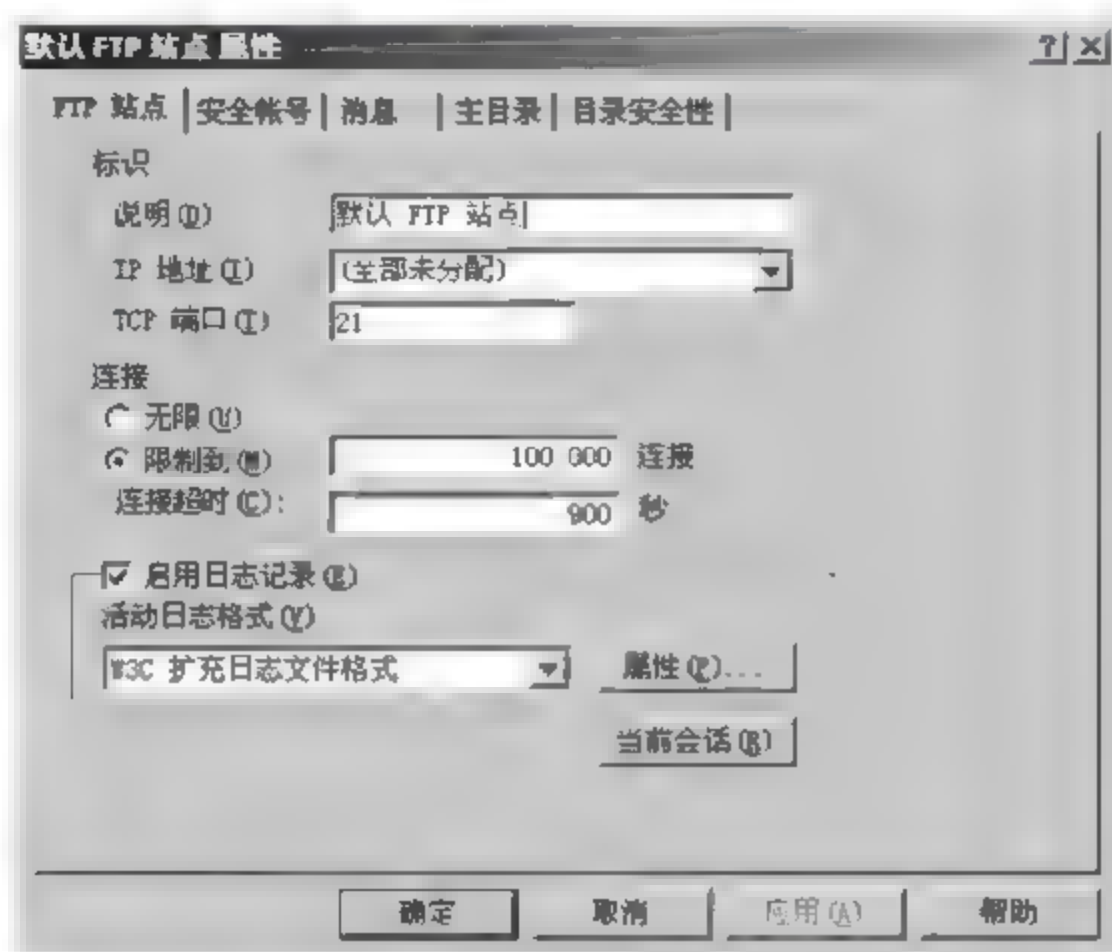 默认 FTP 站点 属性 ? ×
FTP 站点 安全帐号 消息 主目录 目录安全性
标识
说明(D) 默认 FTP 站点
IP 地址(I) (全部未分配)
TCP 端口(T) 21
连接
无限(U)
限制到(M) 100 000 连接
连接超时(C): 900 秒
启用日志记录(E)
活动日志格式(V)
W3C 扩充日志文件格式 属性(P)...
当前会话(R)
确定 取消 应用(A) 帮助